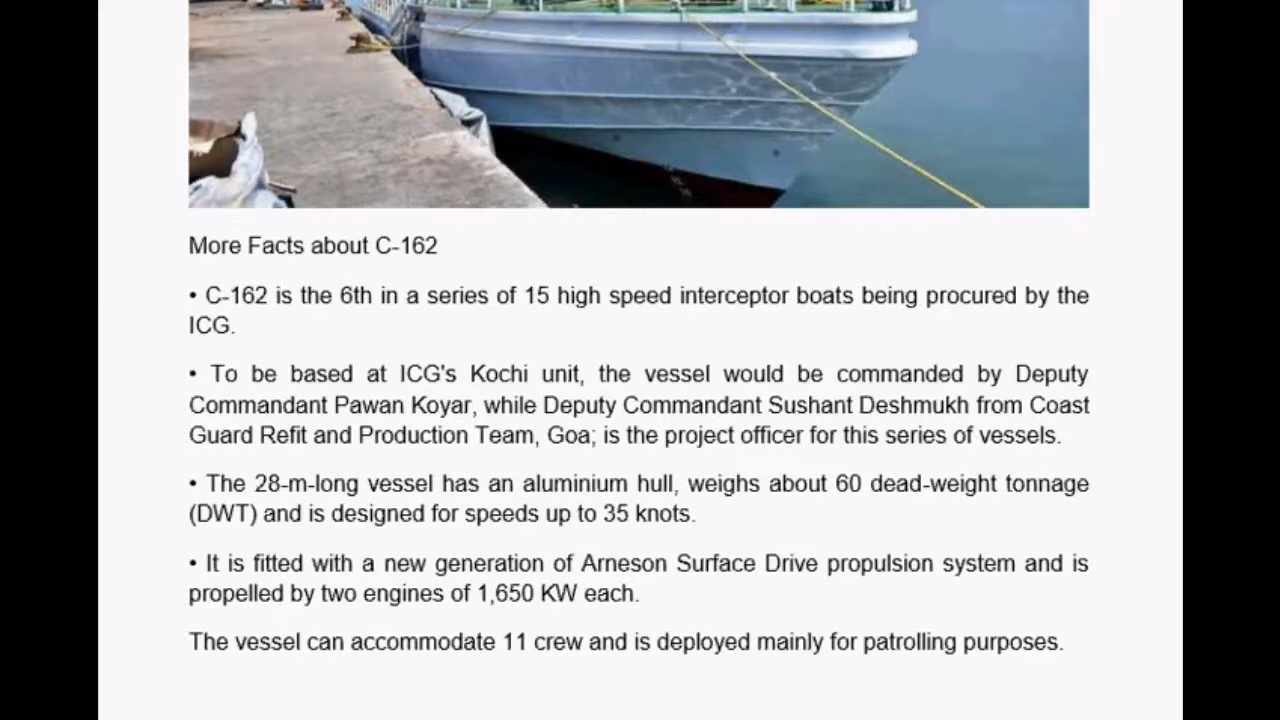 More Facts about C-162
• C-162 is the 6th in a series of 15 high speed interceptor boats being procured by the
ICG.
• To be based at ICG's Kochi unit, the vessel would be commanded by Deputy
Commandant Pawan Koyar, while Deputy Commandant Sushant Deshmukh from Coast
Guard Refit and Production Team, Goa; is the project officer for this series of vessels.
• The 28-m-long vessel has an aluminium hull, weighs about 60 dead-weight tonnage
(DWT) and is designed for speeds up to 35 knots.
• It is fitted with a new generation of Arneson Surface Drive propulsion system and is
propelled by two engines of 1,650 KW each.
The vessel can accommodate 11 crew and is deployed mainly for patrolling purposes.